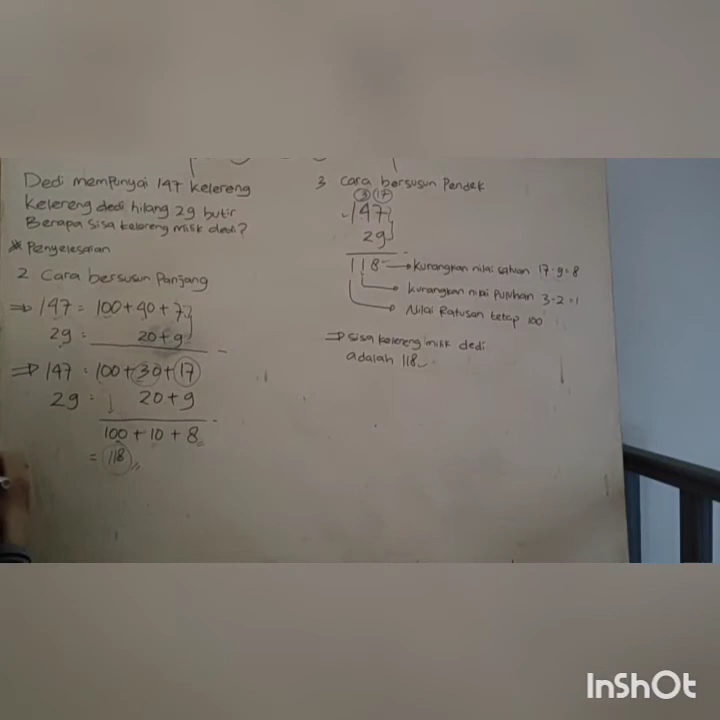 Dedi mempunyai 147 kelereng
Kelereng dedi hilang 29 butir
Berapa sisa kelereng milik dedi?
* Penyelesaian
2 Cara bersusun Panjang
⇒ 147 = 100 + 40 + 7
29 = 20 + 9
-
⇒ 147 = 100 + 30 + 17
29 = 20 + 9
-
100 + 10 + 8
= 118
3 Cara bersusun Pendek
3 17
147
29
-
118 → kurangkan nilai satuan 17-9=8
→ kurangkan nilai Puluhan 3-2=1
→ Nilai Ratusan tetap 100
⇒ sisa kelereng milik dedi
adalah 118
InShOt